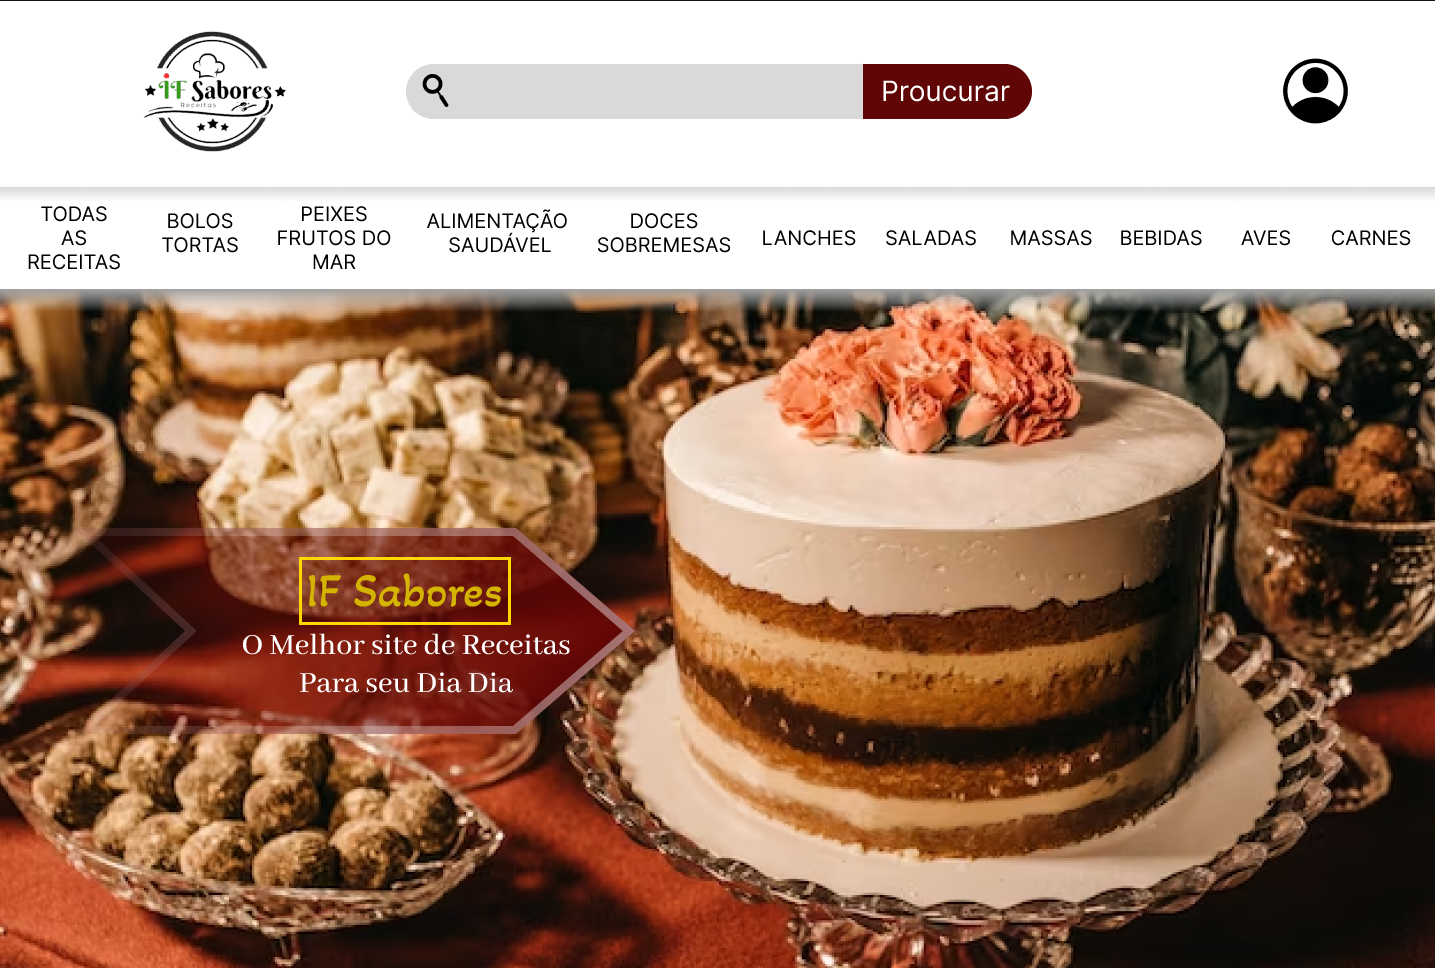 iF Sabores
Receitas
Proucurar
TODAS
AS
RECEITAS
BOLOS
TORTAS
PEIXES
FRUTOS DO
MAR
ALIMENTAÇÃO
SAUDÁVEL
DOCES
SOBREMESAS
LANCHES
SALADAS
MASSAS
BEBIDAS
AVES
CARNES
IF Sabores
O Melhor site de Receitas
Para seu Dia Dia